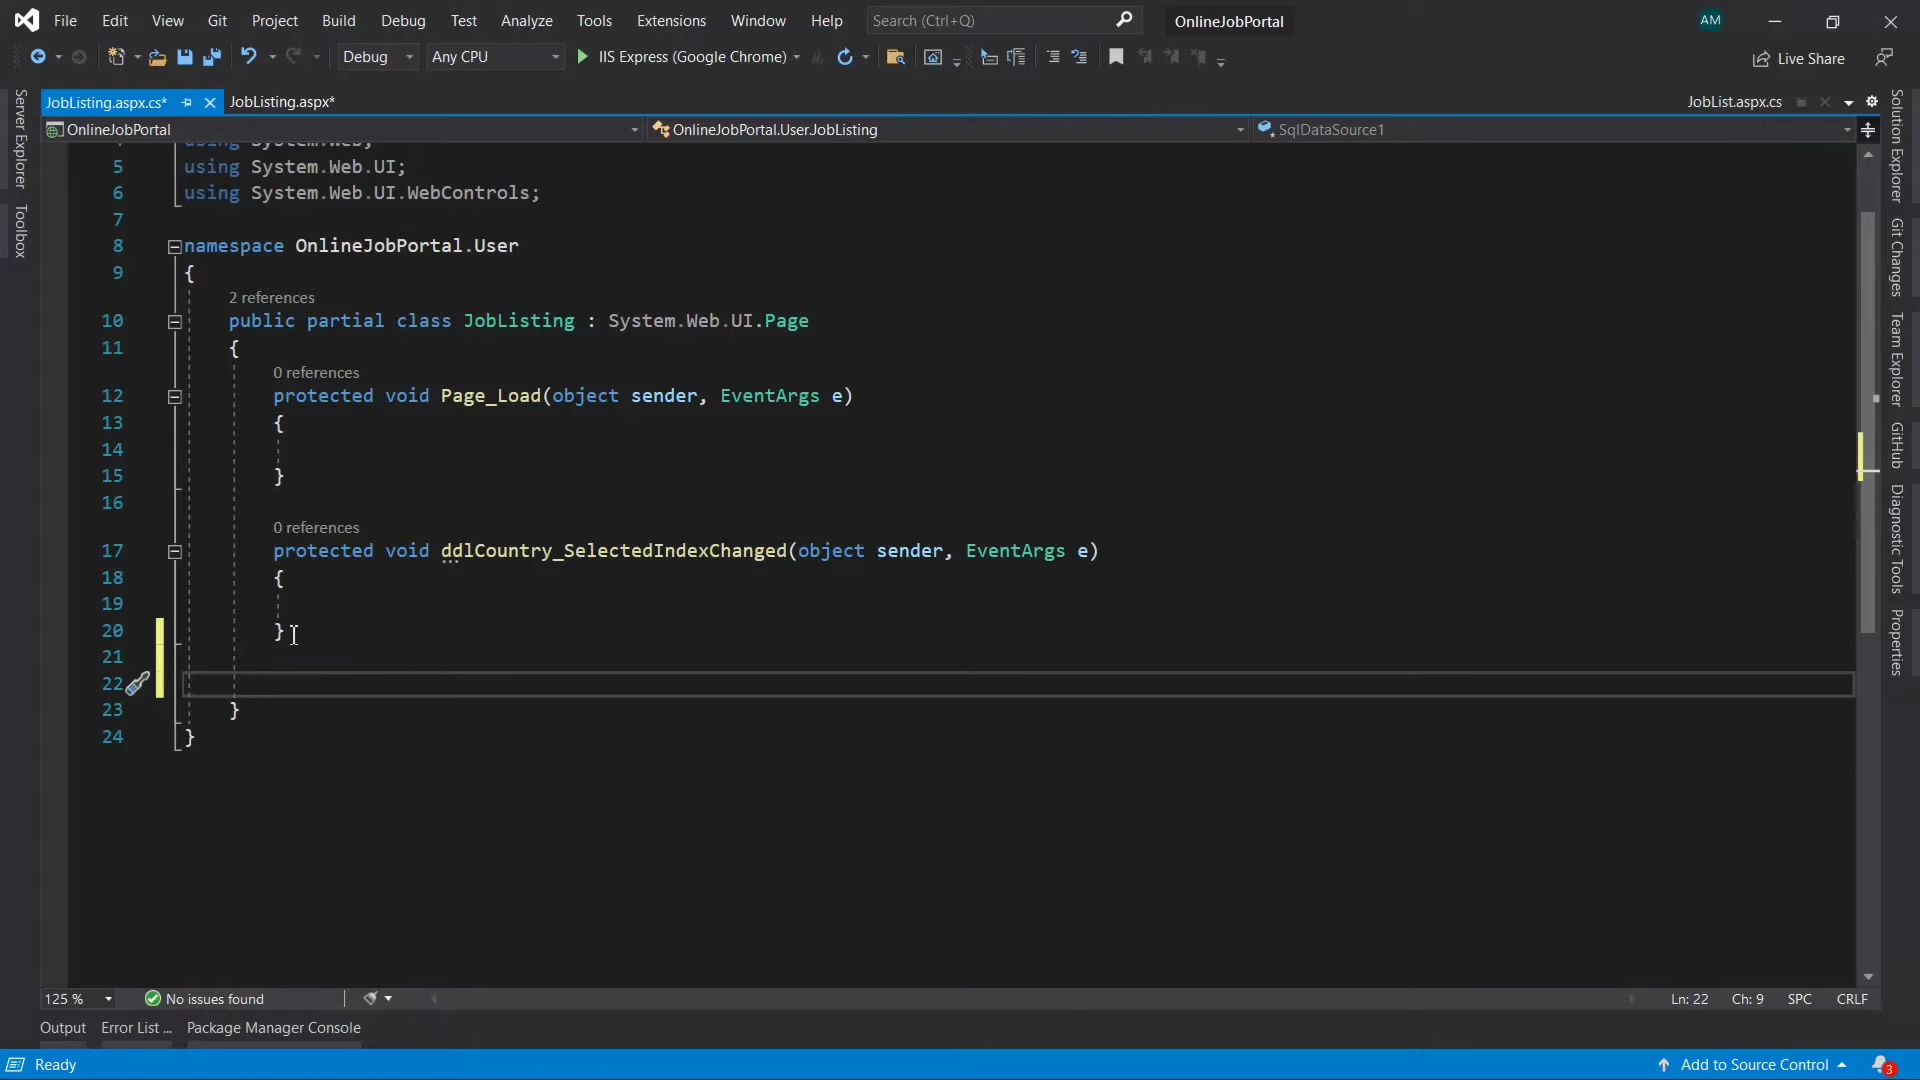 File Edit View Git Project Build Debug Test Analyze Tools Extensions Window Help Search (Ctrl+Q) OnlineJobPortal AM
Debug Any CPU IIS Express (Google Chrome) Live Share
JobListing.aspx.cs* JobListing.aspx* JobList.aspx.cs
OnlineJobPortal OnlineJobPortal.User.JobListing SqlDataSource1
Server Explorer
Toolbox
Solution Explorer
Git Changes
Team Explorer
GitHub
Diagnostic Tools
Properties
4 using System.Web;
5 using System.Web.UI;
6 using System.Web.UI.WebControls;
7
8 namespace OnlineJobPortal.User
9 {
2 references
10 public partial class JobListing : System.Web.UI.Page
11 {
0 references
12 protected void Page_Load(object sender, EventArgs e)
13 {
14
15 }
16
0 references
17 protected void ddlCountry_SelectedIndexChanged(object sender, EventArgs e)
18 {
19
20 }
21
22
23 }
24 }
125 % No issues found Ln: 22 Ch: 9 SPC CRLF
Output Error List ... Package Manager Console
Ready Add to Source Control 3